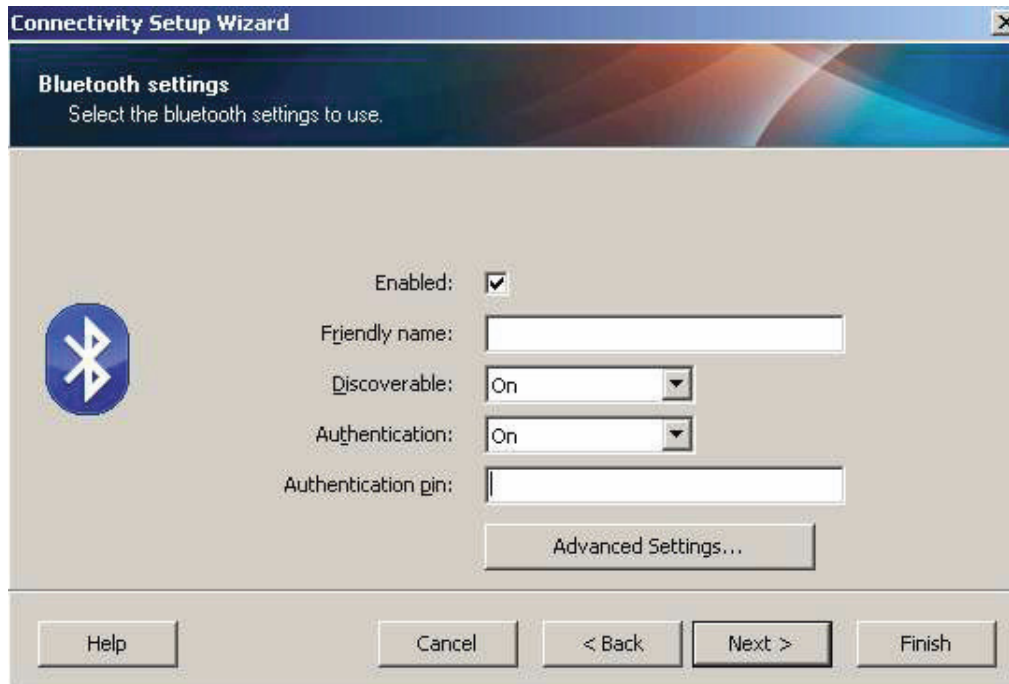 Connectivity Setup Wizard
Bluetooth settings
Select the bluetooth settings to use.
Enabled:
Friendly name:
Discoverable: On
Authentication: On
Authentication pin:
Advanced Settings...
Help Cancel < Back Next > Finish